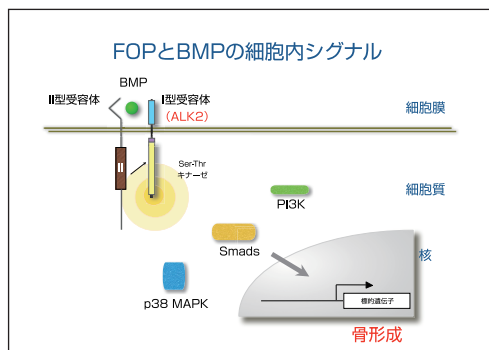 FOPとBMPの細胞内シグナル
BMP
II型受容体
I型受容体
(ALK2)
細胞膜
II
Ser-Thr
キナーゼ
細胞質
PI3K
Smads
核
p38 MAPK
標的遺伝子
骨形成